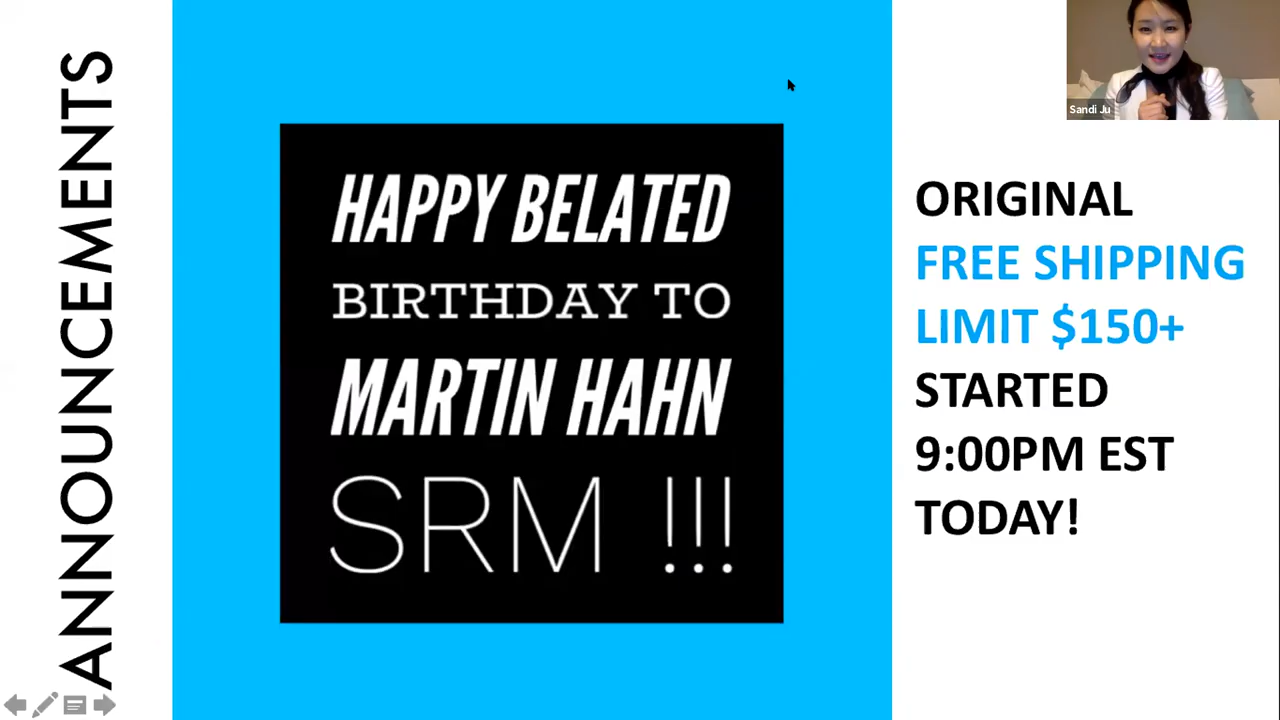 ANNOUNCEMENTS
HAPPY BELATED
BIRTHDAY TO
MARTIN HAHN
SRM !!!
Sandi Ju
ORIGINAL
FREE SHIPPING
LIMIT $150+
STARTED
9:00PM EST
TODAY!